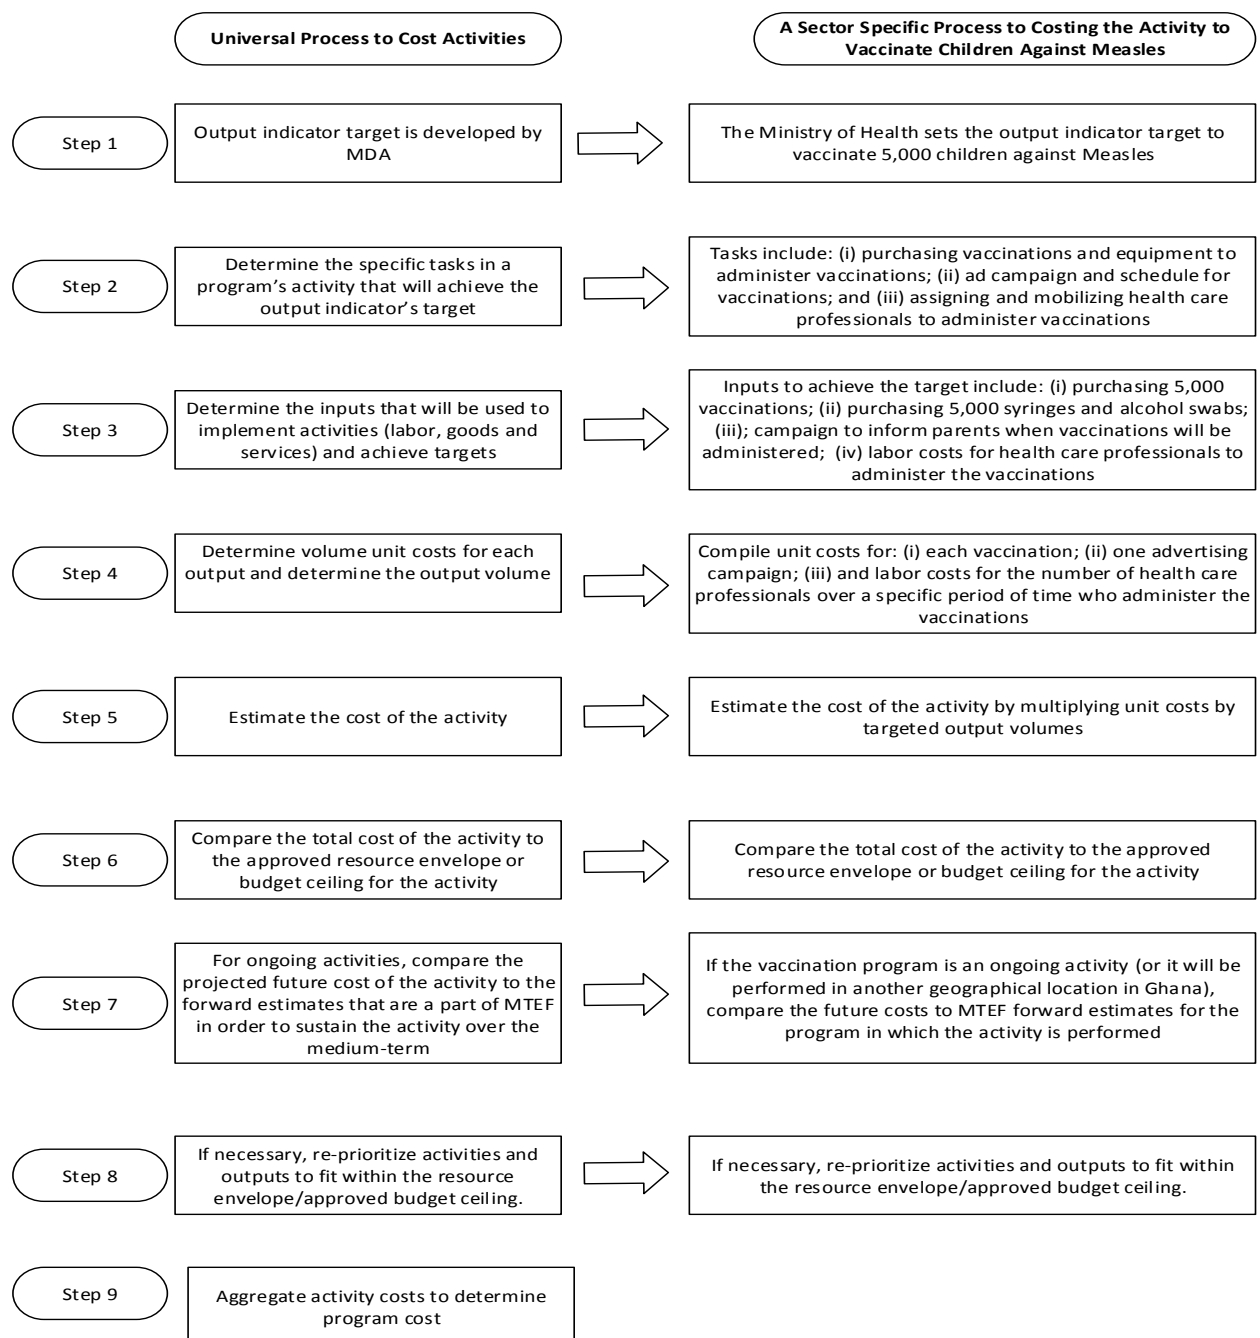 Universal Process to Cost Activities
A Sector Specific Process to Costing the Activity to
Vaccinate Children Against Measles
Step 1
Output indicator target is developed by
MDA
The Ministry of Health sets the output indicator target to
vaccinate 5,000 children against Measles
Step 2
Determine the specific tasks in a
program's activity that will achieve the
output indicator's target
Tasks include: (i) purchasing vaccinations and equipment to
administer vaccinations; (ii) ad campaign and schedule for
vaccinations; and (iii) assigning and mobilizing health care
professionals to administer vaccinations
Step 3
Determine the inputs that will be used to
implement activities (labor, goods and
services) and achieve targets
Inputs to achieve the target include: (i) purchasing 5,000
vaccinations; (ii) purchasing 5,000 syringes and alcohol swabs;
(iii); campaign to inform parents when vaccinations will be
administered; (iv) labor costs for health care professionals to
administer the vaccinations
Step 4
Determine volume unit costs for each
output and determine the output volume
Compile unit costs for: (i) each vaccination; (ii) one advertising
campaign; (iii) and labor costs for the number of health care
professionals over a specific period of time who administer the
vaccinations
Step 5
Estimate the cost of the activity
Estimate the cost of the activity by multiplying unit costs by
targeted output volumes
Step 6
Compare the total cost of the activity to
the approved resource envelope or
budget ceiling for the activity
Compare the total cost of the activity to the approved
resource envelope or budget ceiling for the activity
Step 7
For ongoing activities, compare the
projected future cost of the activity to the
forward estimates that are a part of MTEF
in order to sustain the activity over the
medium-term
If the vaccination program is an ongoing activity (or it will be
performed in another geographical location in Ghana),
compare the future costs to MTEF forward estimates for the
program in which the activity is performed
Step 8
If necessary, re-prioritize activities and
outputs to fit within the resource
envelope/approved budget ceiling.
If necessary, re-prioritize activities and outputs to fit within
the resource envelope/approved budget ceiling.
Step 9
Aggregate activity costs to determine
program cost